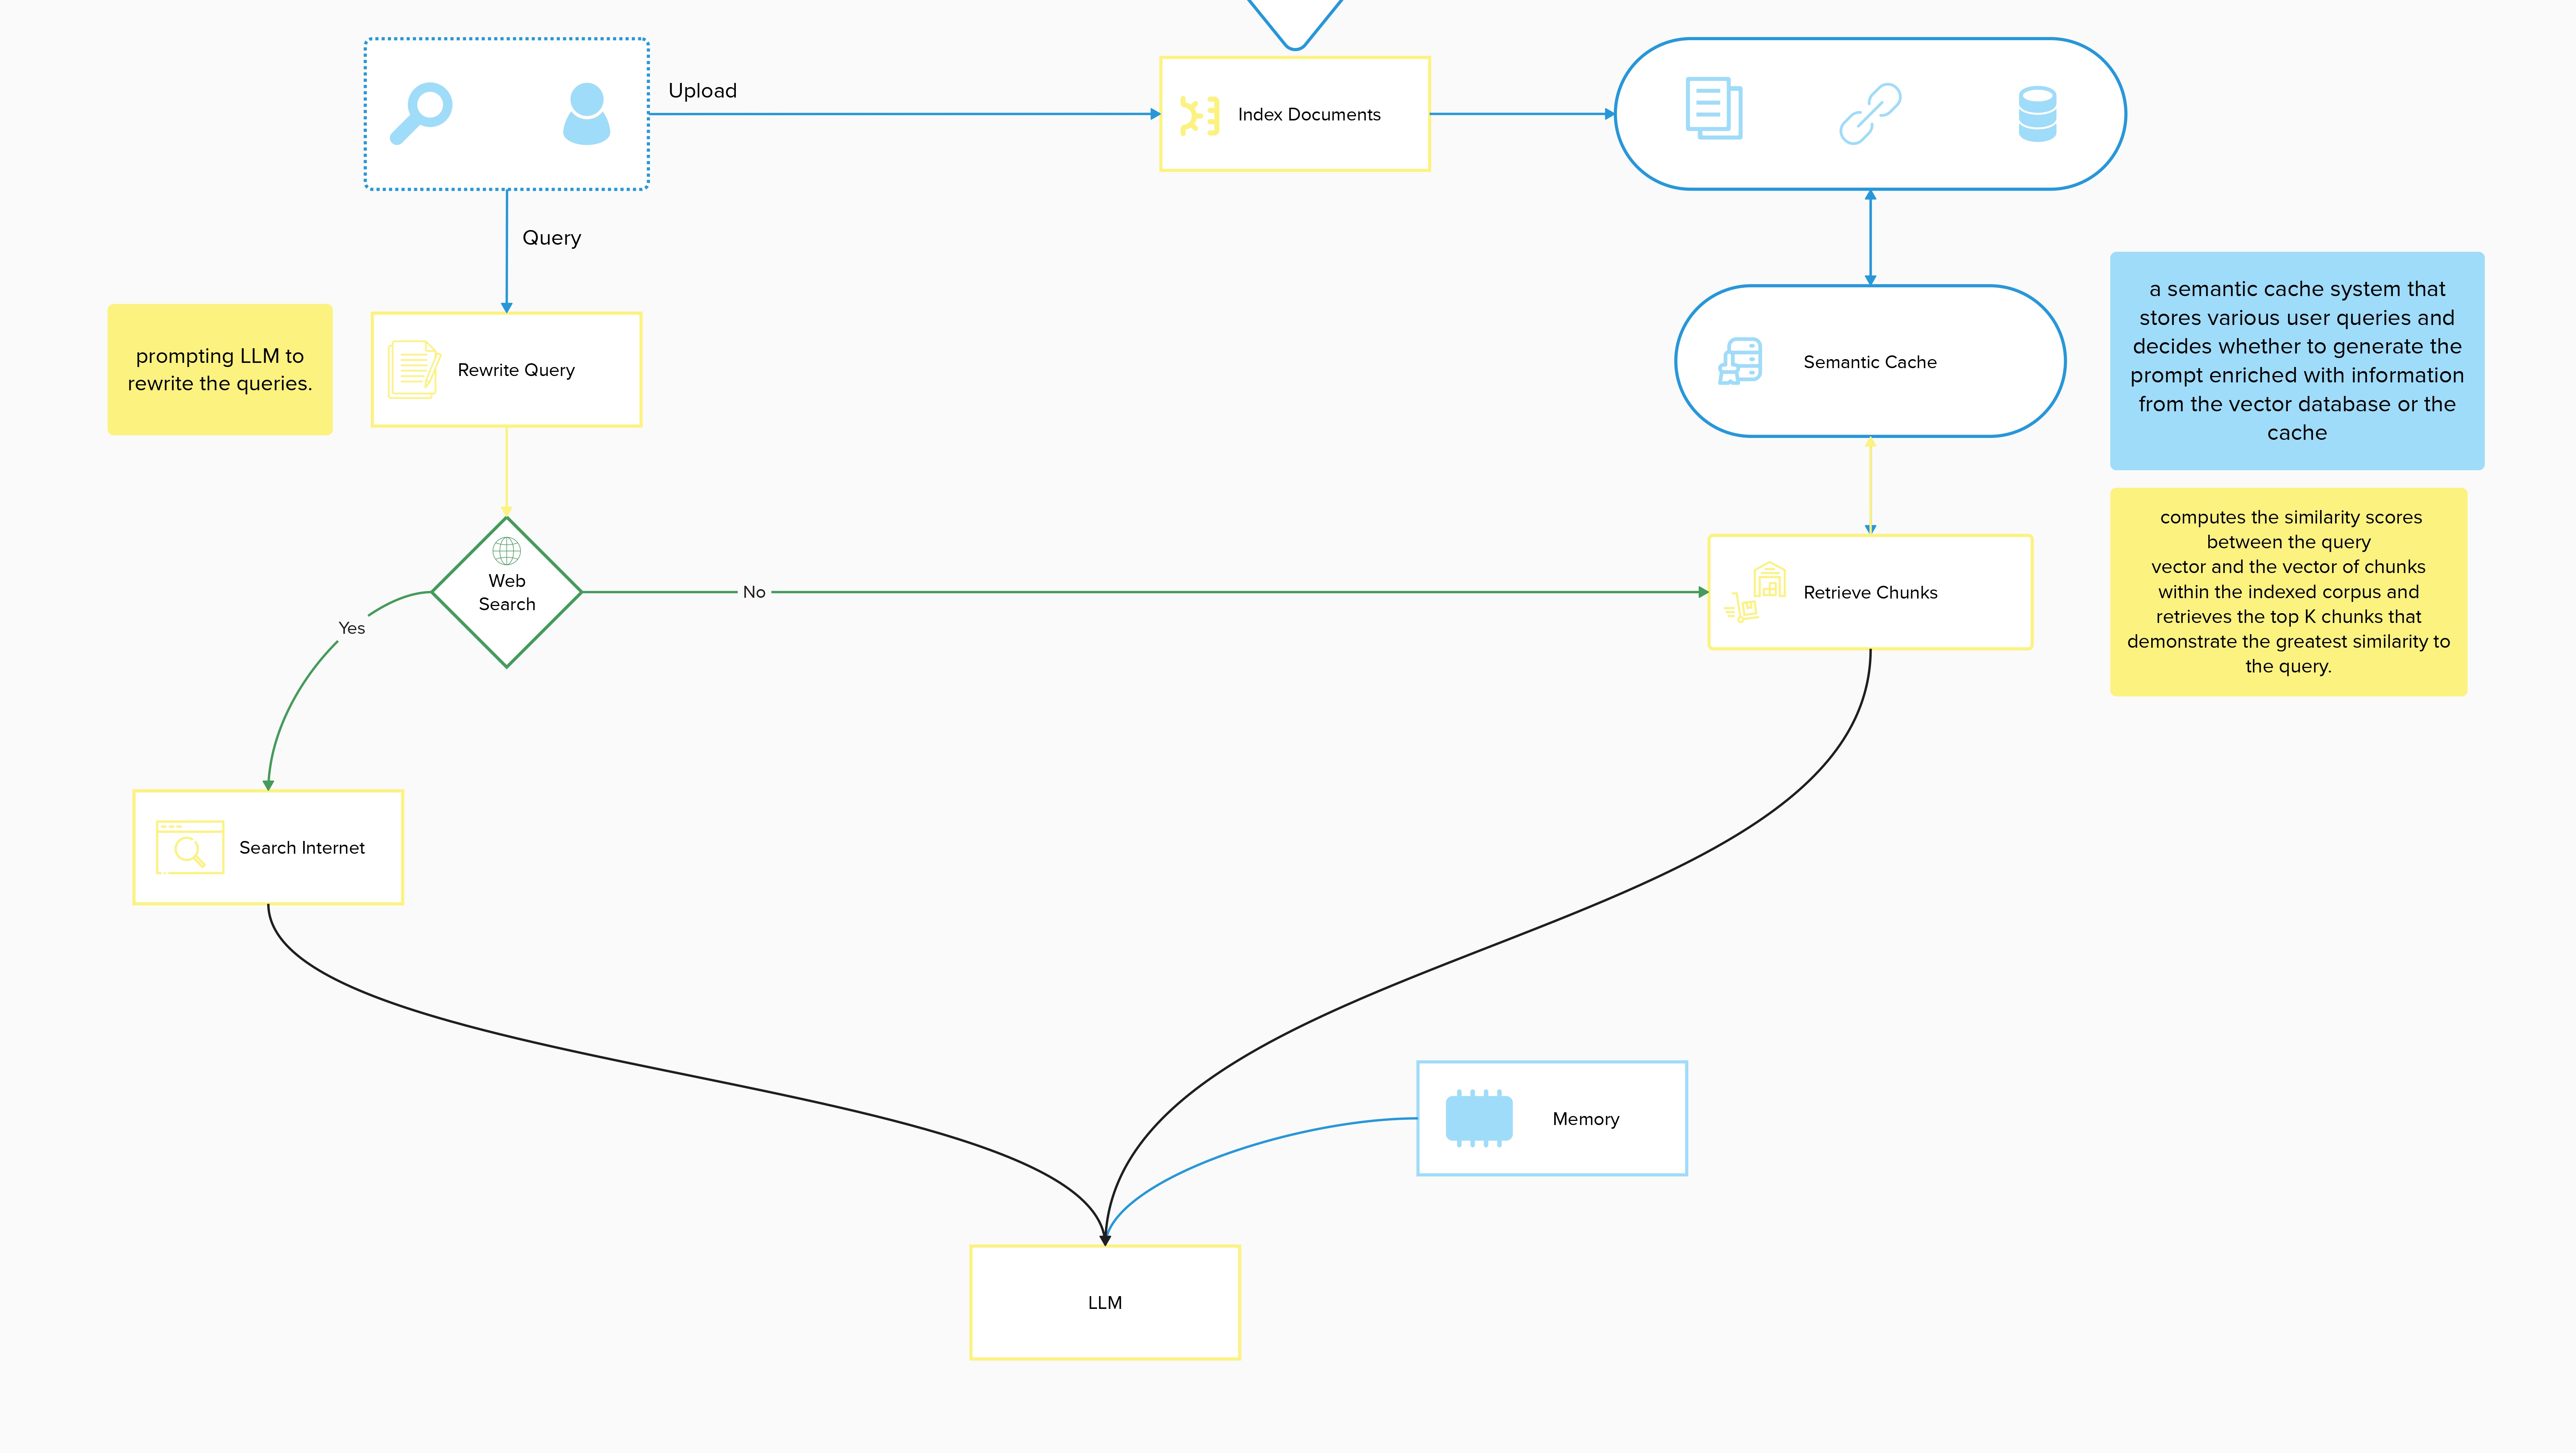 Upload
Index Documents
Query
prompting LLM to
rewrite the queries.
Rewrite Query
Semantic Cache
a semantic cache system that
stores various user queries and
decides whether to generate the
prompt enriched with information
from the vector database or the
cache
Web
Search
No
Yes
Retrieve Chunks
computes the similarity scores
between the query
vector and the vector of chunks
within the indexed corpus and
retrieves the top K chunks that
demonstrate the greatest similarity to
the query.
Search Internet
Memory
LLM